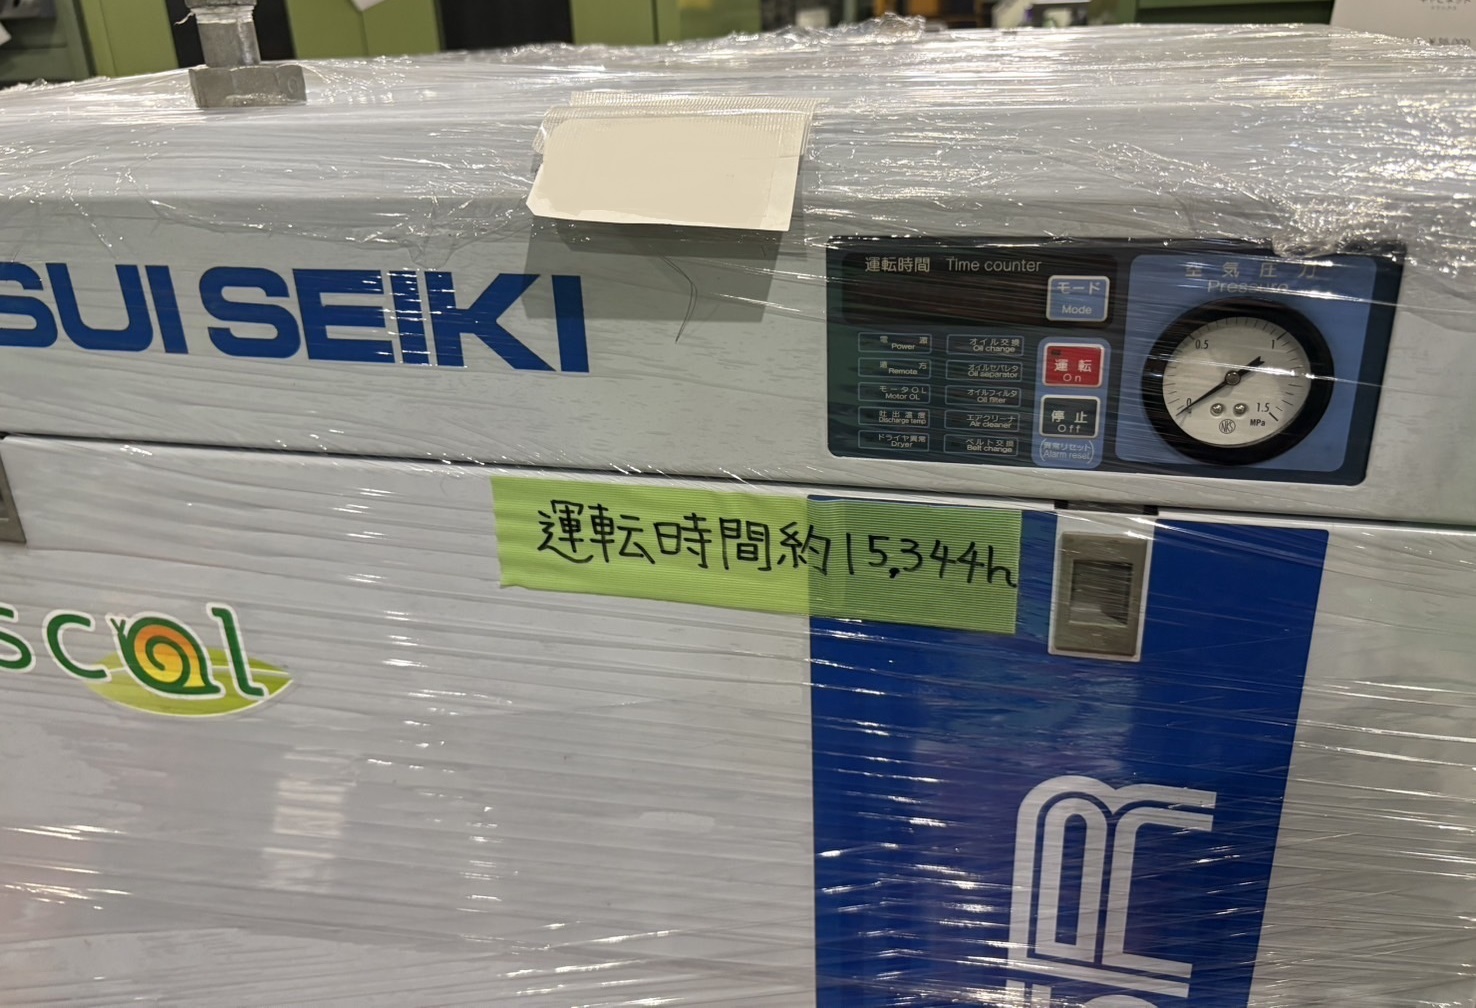 SUI SEIKI
運転時間 Time counter
モード
Mode
電源
Power
遠方
Remote
モータOL
Motor OL
吐出温度
Discharge temp
ドライヤ異常
Dryer
オイル交換
Oil change
オイルセパレタ
Oil separator
オイルフィルタ
Oil filter
エアクリーナ
Air cleaner
ベルト交換
Belt change
運転
On
停止
Off
(異常リセット)
(Alarm reset)
空気圧力
Pressure
0
0.5
1
1.5
MPa
NKS
運転時間約15,344h
scal